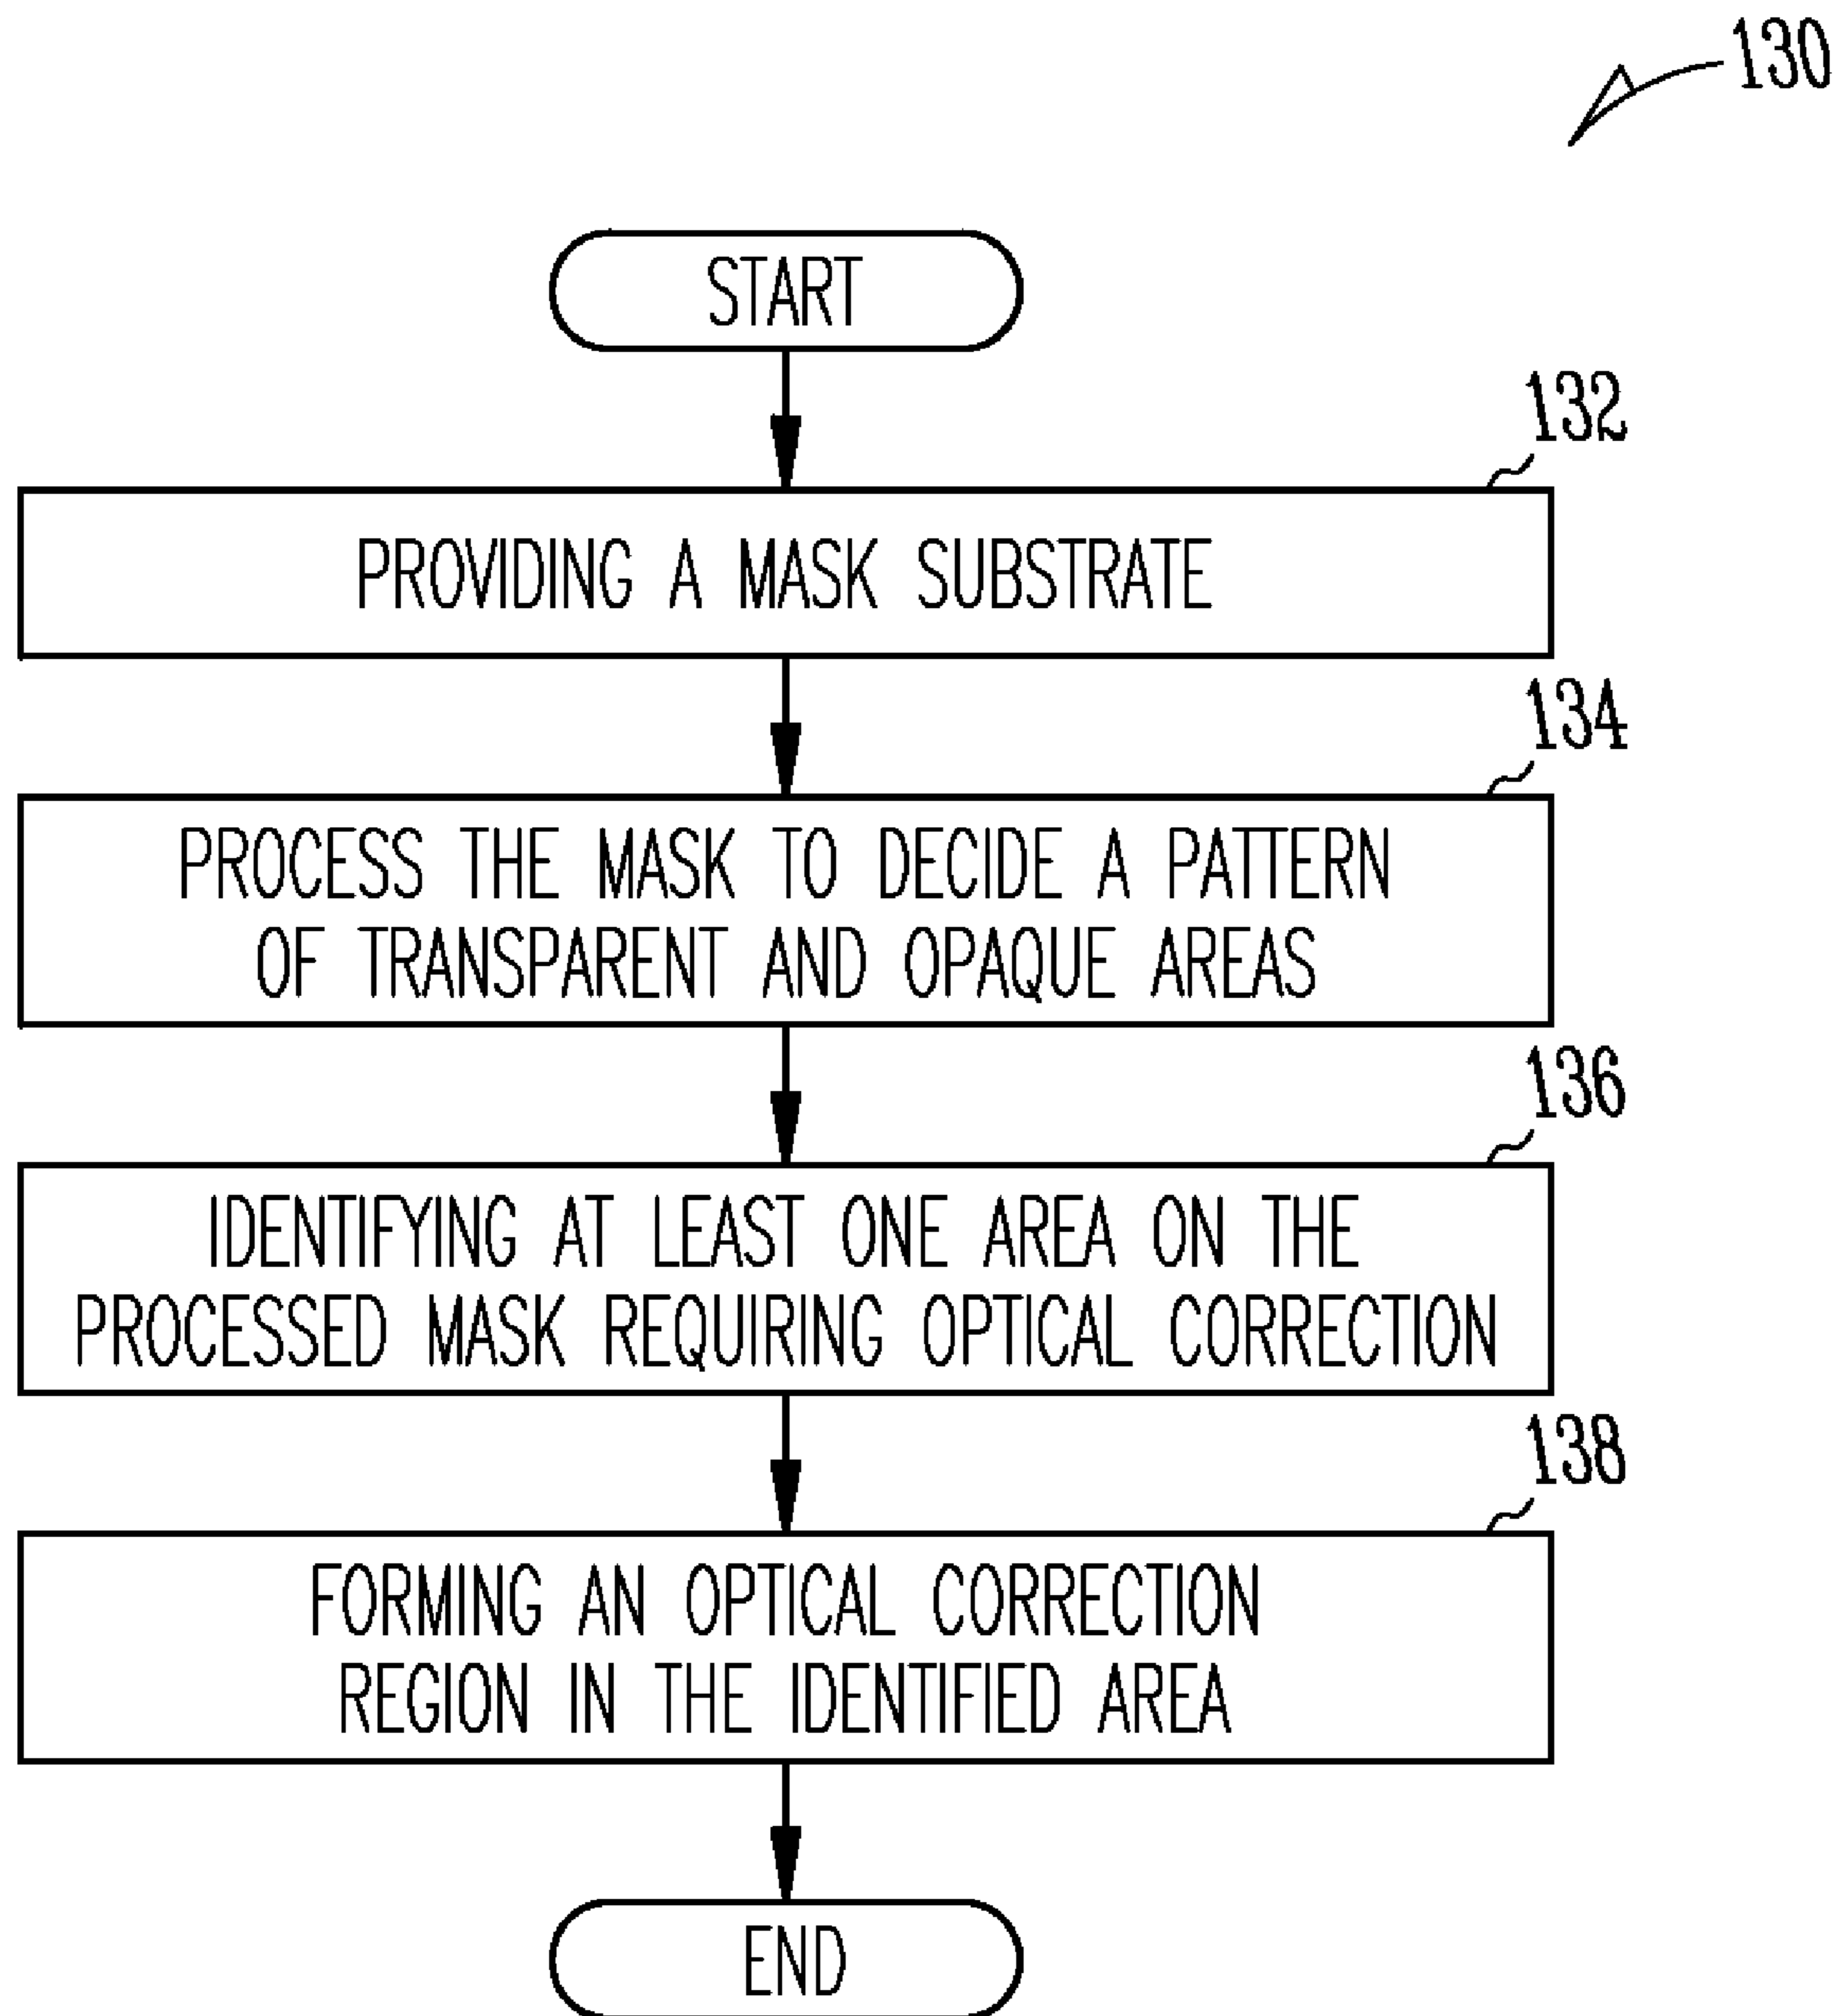 130
START
132
PROVIDING A MASK SUBSTRATE
134
PROCESS THE MASK TO DECIDE A PATTERN
OF TRANSPARENT AND OPAQUE AREAS
136
IDENTIFYING AT LEAST ONE AREA ON THE
PROCESSED MASK REQUIRING OPTICAL CORRECTION
138
FORMING AN OPTICAL CORRECTION
REGION IN THE IDENTIFIED AREA
END